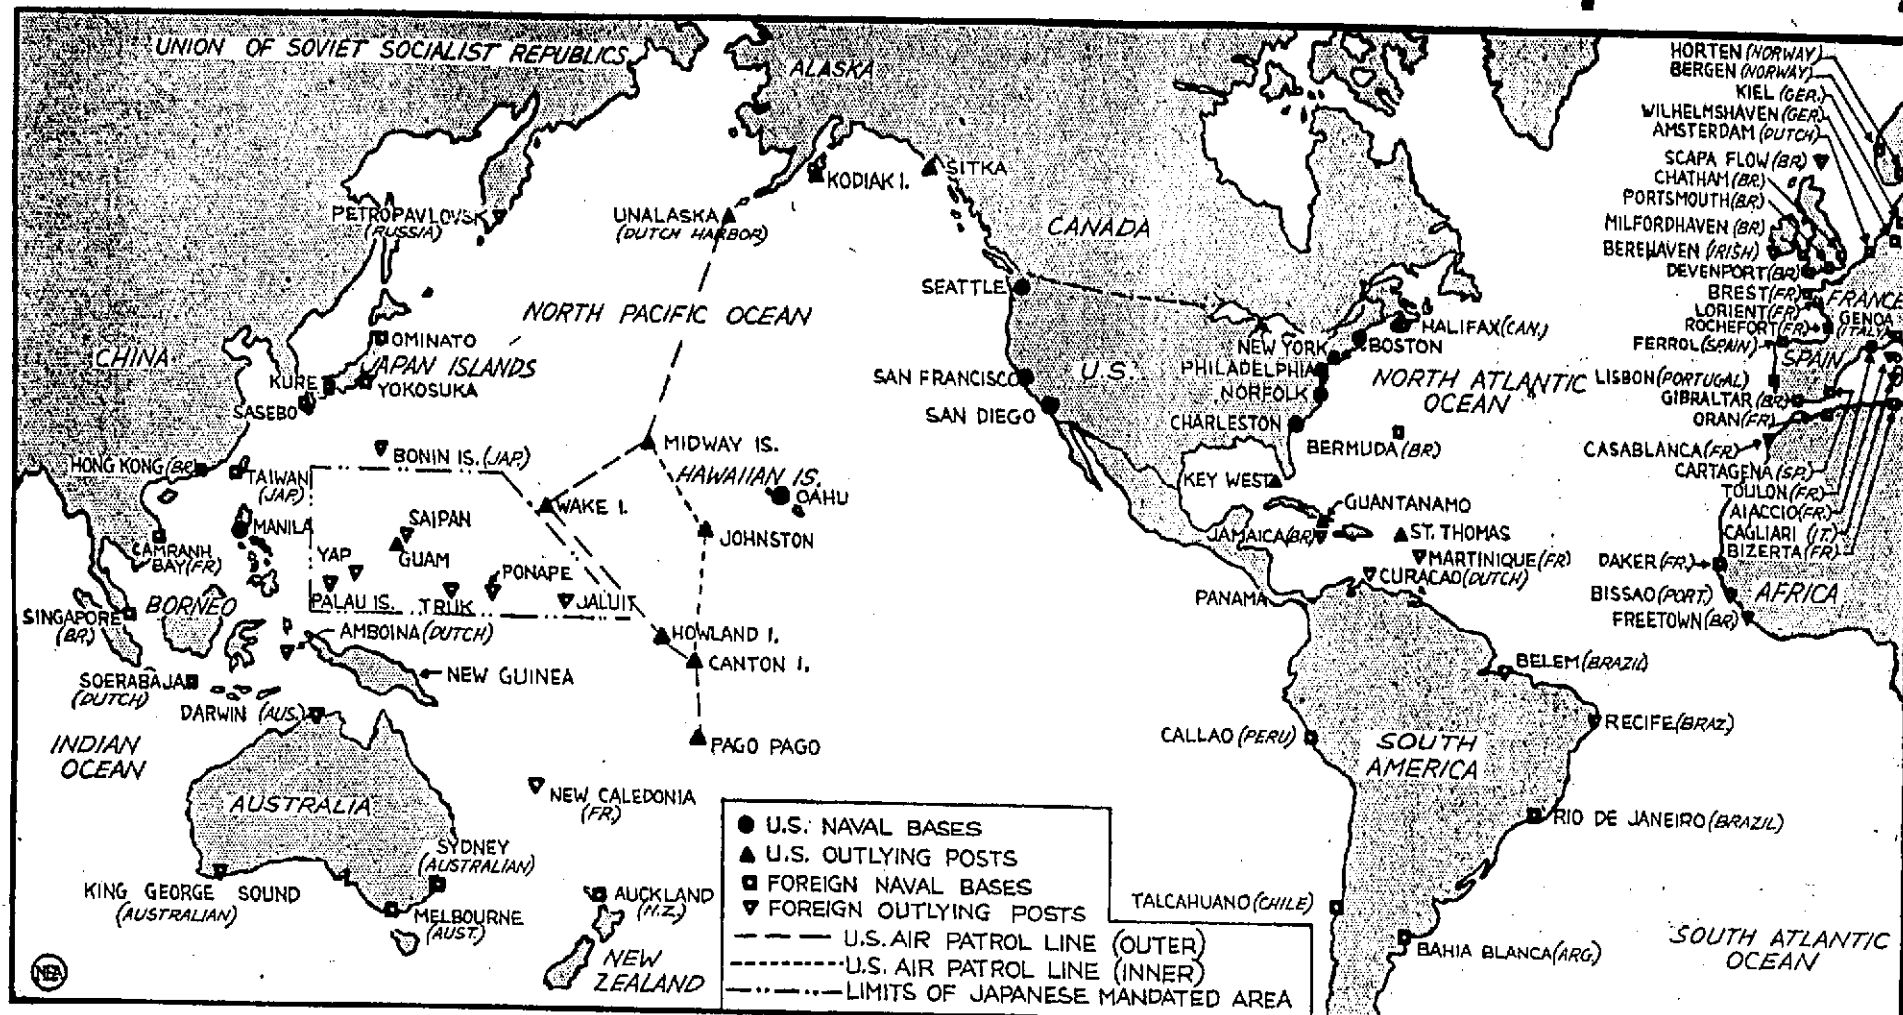 UNION OF SOVIET SOCIALIST REPUBLICS
ALASKA
KODIAK I.
SITKA
PETROPAVLOVSK
(RUSSIA)
UNALASKA
(DUTCH HARBOR)
CANADA
SEATTLE
NORTH PACIFIC OCEAN
OMINATO
JAPAN ISLANDS
CHINA
KURE
YOKOSUKA
SASEBO
SAN FRANCISCO
SAN DIEGO
U.S.
HALIFAX (CAN.)
BOSTON
NEW YORK
PHILADELPHIA
NORFOLK
CHARLESTON
NORTH ATLANTIC
OCEAN
BERMUDA (BR)
KEY WEST
GUANTANAMO
JAMAICA (BR)
ST. THOMAS
MARTINIQUE (FR)
CURACAO (DUTCH)
PANAMA
HORTEN (NORWAY)
BERGEN (NORWAY)
KIEL (GER.)
WILHELMSHAVEN (GER)
AMSTERDAM (DUTCH)
SCAPA FLOW (BR)
CHATHAM (BR.)
PORTSMOUTH (BR.)
MILFORDHAVEN (BR)
BEREHAVEN (IRISH)
DEVENPORT (BR)
BREST (FR)
LORIENT (FR)
ROCHEFORT (FR)
FRANCE
GENOA
(ITALY)
FERROL (SPAIN)
SPAIN
LISBON (PORTUGAL)
GIBRALTAR (BR)
ORAN (FR)
CASABLANCA (FR)
CARTAGENA (SP.)
TOULON (FR.)
AIACCIO (FR.)
CAGLIARI (IT.)
BIZERTA (FR)
DAKER (FR.)
BISSAO (PORT.)
FREETOWN (BR)
AFRICA
HONG KONG (BR)
TAIWAN
(JAP.)
BONIN IS. (JAP.)
MIDWAY IS.
HAWAIIAN IS.
OAHU
WAKE I.
JOHNSTON
MANILA
SAIPAN
GUAM
CAMRANH
BAY (FR)
YAP
PALAU IS.
TRUK
PONAPE
JALUIT
SINGAPORE
(BR.)
BORNEO
AMBOINA (DUTCH)
HOWLAND I.
CANTON I.
NEW GUINEA
SOERABAJA
(DUTCH)
DARWIN (AUS.)
PAGO PAGO
INDIAN
OCEAN
AUSTRALIA
NEW CALEDONIA
(FR.)
SYDNEY
(AUSTRALIAN)
KING GEORGE SOUND
(AUSTRALIAN)
MELBOURNE
(AUST.)
AUCKLAND
(N.Z.)
NEW
ZEALAND
BELEM (BRAZIL)
RECIFE (BRAZ.)
CALLAO (PERU)
SOUTH
AMERICA
RIO DE JANEIRO (BRAZIL)
TALCAHUANO (CHILE)
BAHIA BLANCA (ARG.)
SOUTH ATLANTIC
OCEAN
U.S. NAVAL BASES
U.S. OUTLYING POSTS
FOREIGN NAVAL BASES
FOREIGN OUTLYING POSTS
U.S. AIR PATROL LINE (OUTER)
U.S. AIR PATROL LINE (INNER)
LIMITS OF JAPANESE MANDATED AREA
NEA